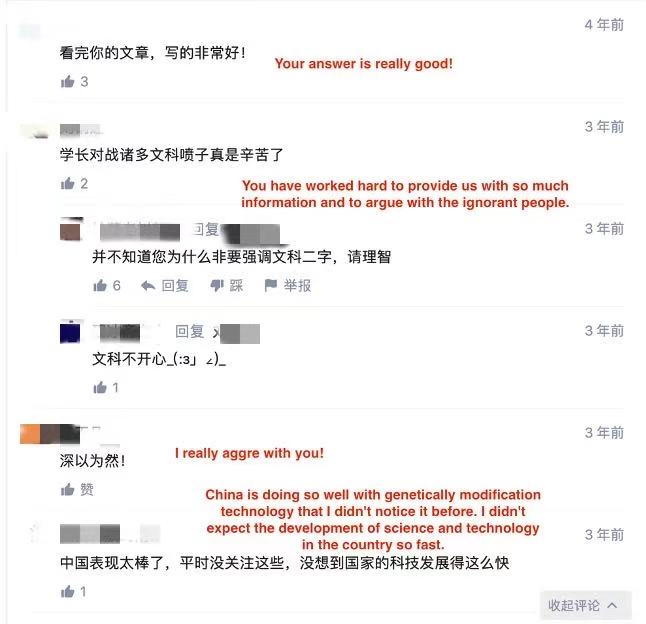 4 年前
看完你的文章，写的非常好！
Your answer is really good!
3
3 年前
学长对战诸多文科喷子真是辛苦了
2
You have worked hard to provide us with so much
information and to argue with the ignorant people.
回复
3 年前
并不知道您为什么非要强调文科二字，请理智
6 回复 踩 举报
回复
3 年前
文科不开心_(:з」∠)_
1
3 年前
深以为然！
I really aggre with you!
赞
China is doing so well with genetically modification
technology that I didn't notice it before. I didn't
expect the development of science and technology
in the country so fast.
3 年前
中国表现太棒了，平时没关注这些，没想到国家的科技发展得这么快
1
收起评论